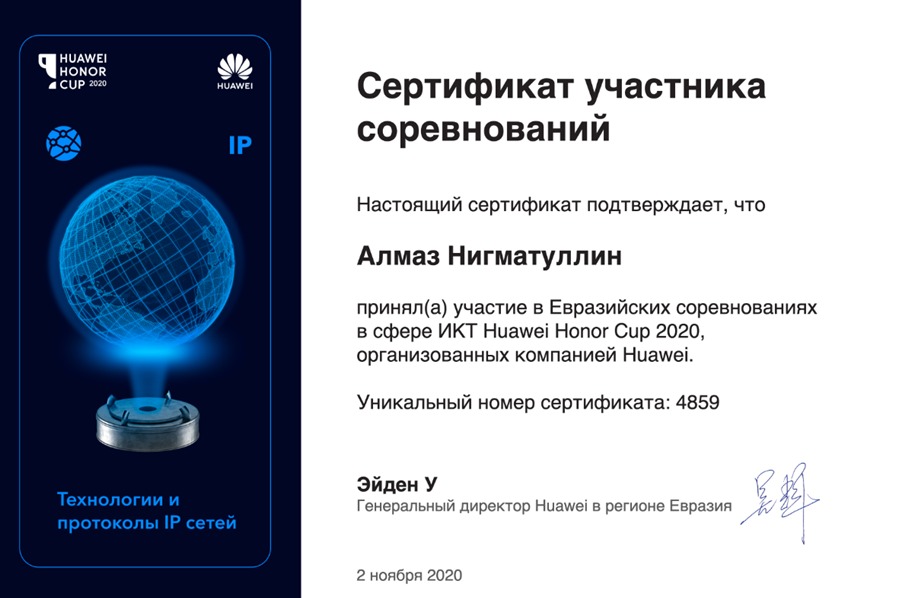 HUAWEI
HONOR
CUP 2020
HUAWEI
IP
Технологии и
протоколы IP сетей
Сертификат участника
соревнований
Настоящий сертификат подтверждает, что
Алмаз Нигматуллин
принял(а) участие в Евразийских соревнованиях
в сфере ИКТ Huawei Honor Cup 2020,
организованных компанией Huawei.
Уникальный номер сертификата: 4859
Эйден У
Генеральный директор Huawei в регионе Евразия
2 ноября 2020